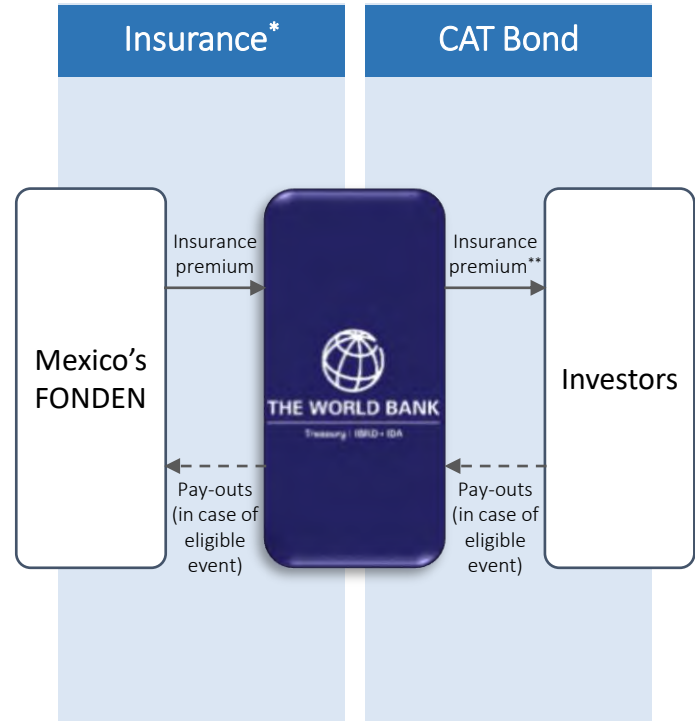 Insurance*
CAT Bond
Insurance
premium
Insurance
premium**
Mexico's
FONDEN
THE WORLD BANK
Treasury | IBRD • IDA
Investors
Pay-outs
(in case of
eligible
event)
Pay-outs
(in case of
eligible
event)